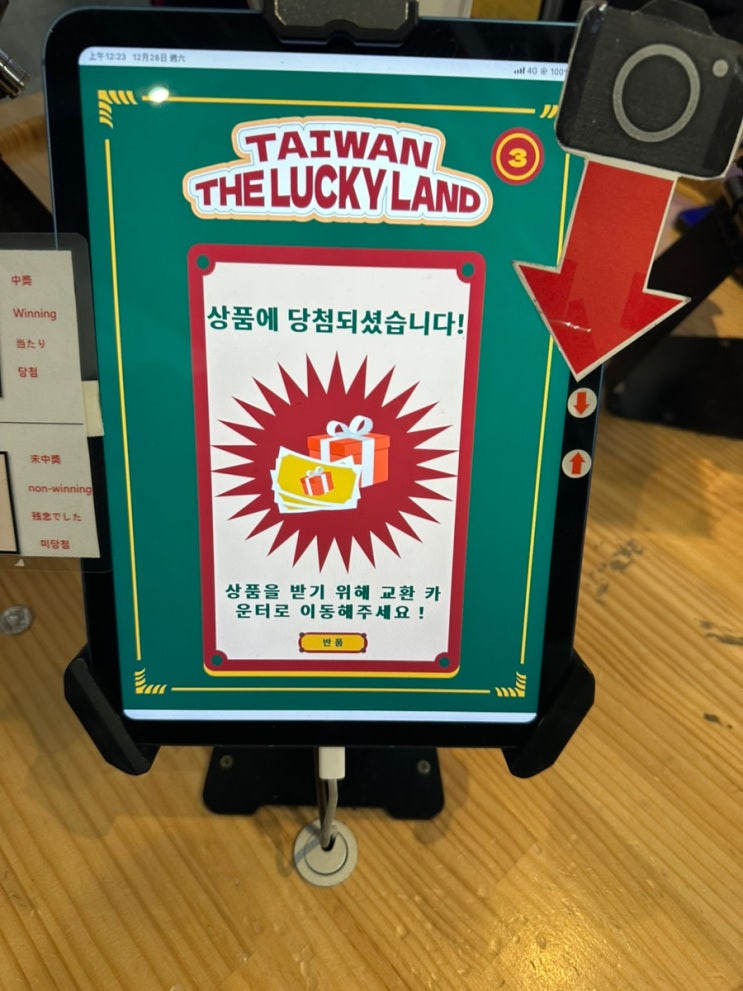 上午12:23 12月28日 週六
4G 100%
TAIWAN
THE LUCKY LAND
3
상품에 당첨되셨습니다!
상품을 받기 위해 교환 카
운터로 이동해주세요 !
반품
中獎
Winning
当たり
당첨
未中獎
non-winning
残念でした
미당첨